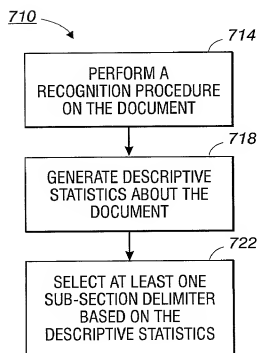 710
714
PERFORM A
RECOGNITION PROCEDURE
ON THE DOCUMENT
718
GENERATE DESCRIPTIVE
STATISTICS ABOUT THE
DOCUMENT
722
SELECT AT LEAST ONE
SUB-SECTION DELIMITER
BASED ON THE
DESCRIPTIVE STATISTICS